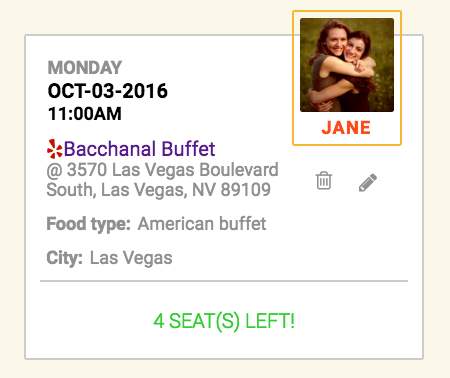 MONDAY
OCT-03-2016
11:00AM
JANE
Bacchanal Buffet
@ 3570 Las Vegas Boulevard
South, Las Vegas, NV 89109
Food type: American buffet
City: Las Vegas
4 SEAT(S) LEFT!